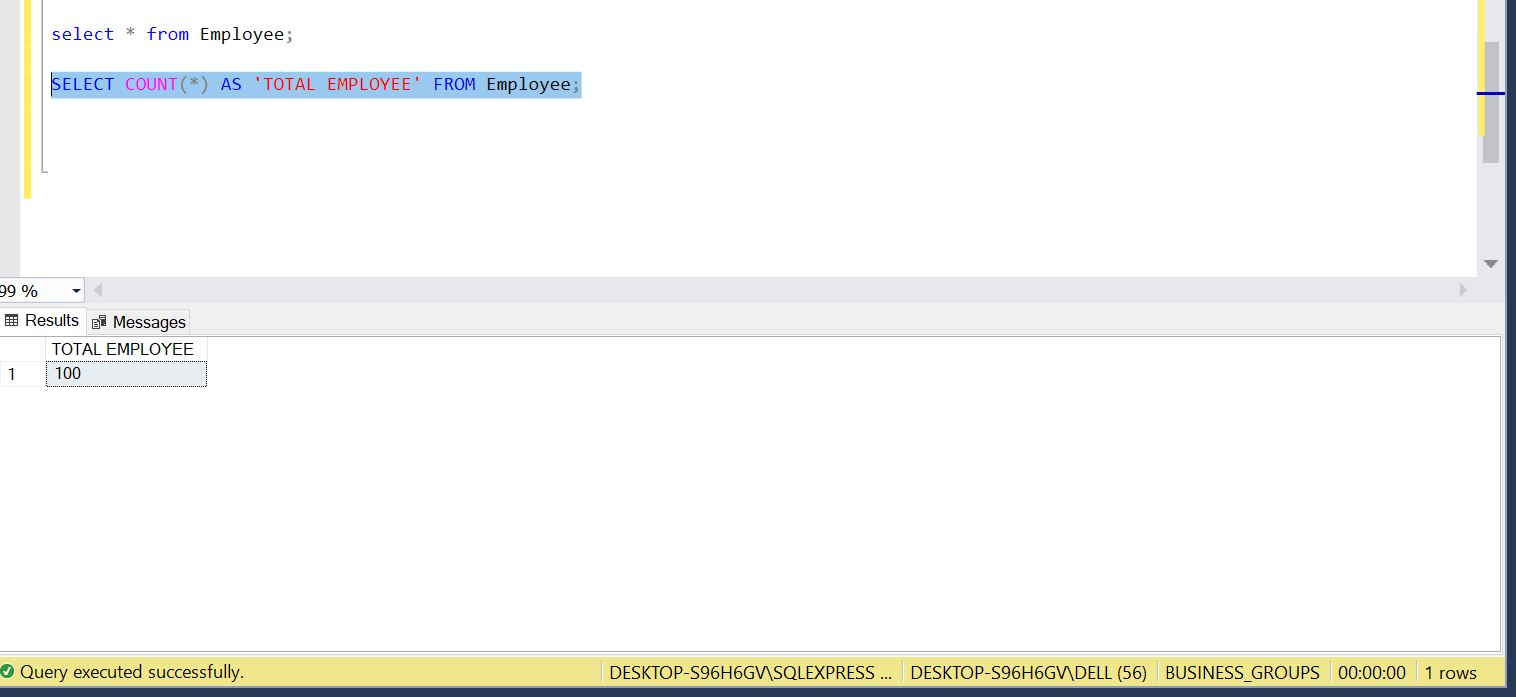 select * from Employee;
SELECT COUNT(*) AS 'TOTAL EMPLOYEE' FROM Employee;
99 %
Results Messages
TOTAL EMPLOYEE
1 100
Query executed successfully. DESKTOP-S96H6GV\SQLEXPRESS ... DESKTOP-S96H6GV\DELL (56) BUSINESS_GROUPS 00:00:00 1 rows